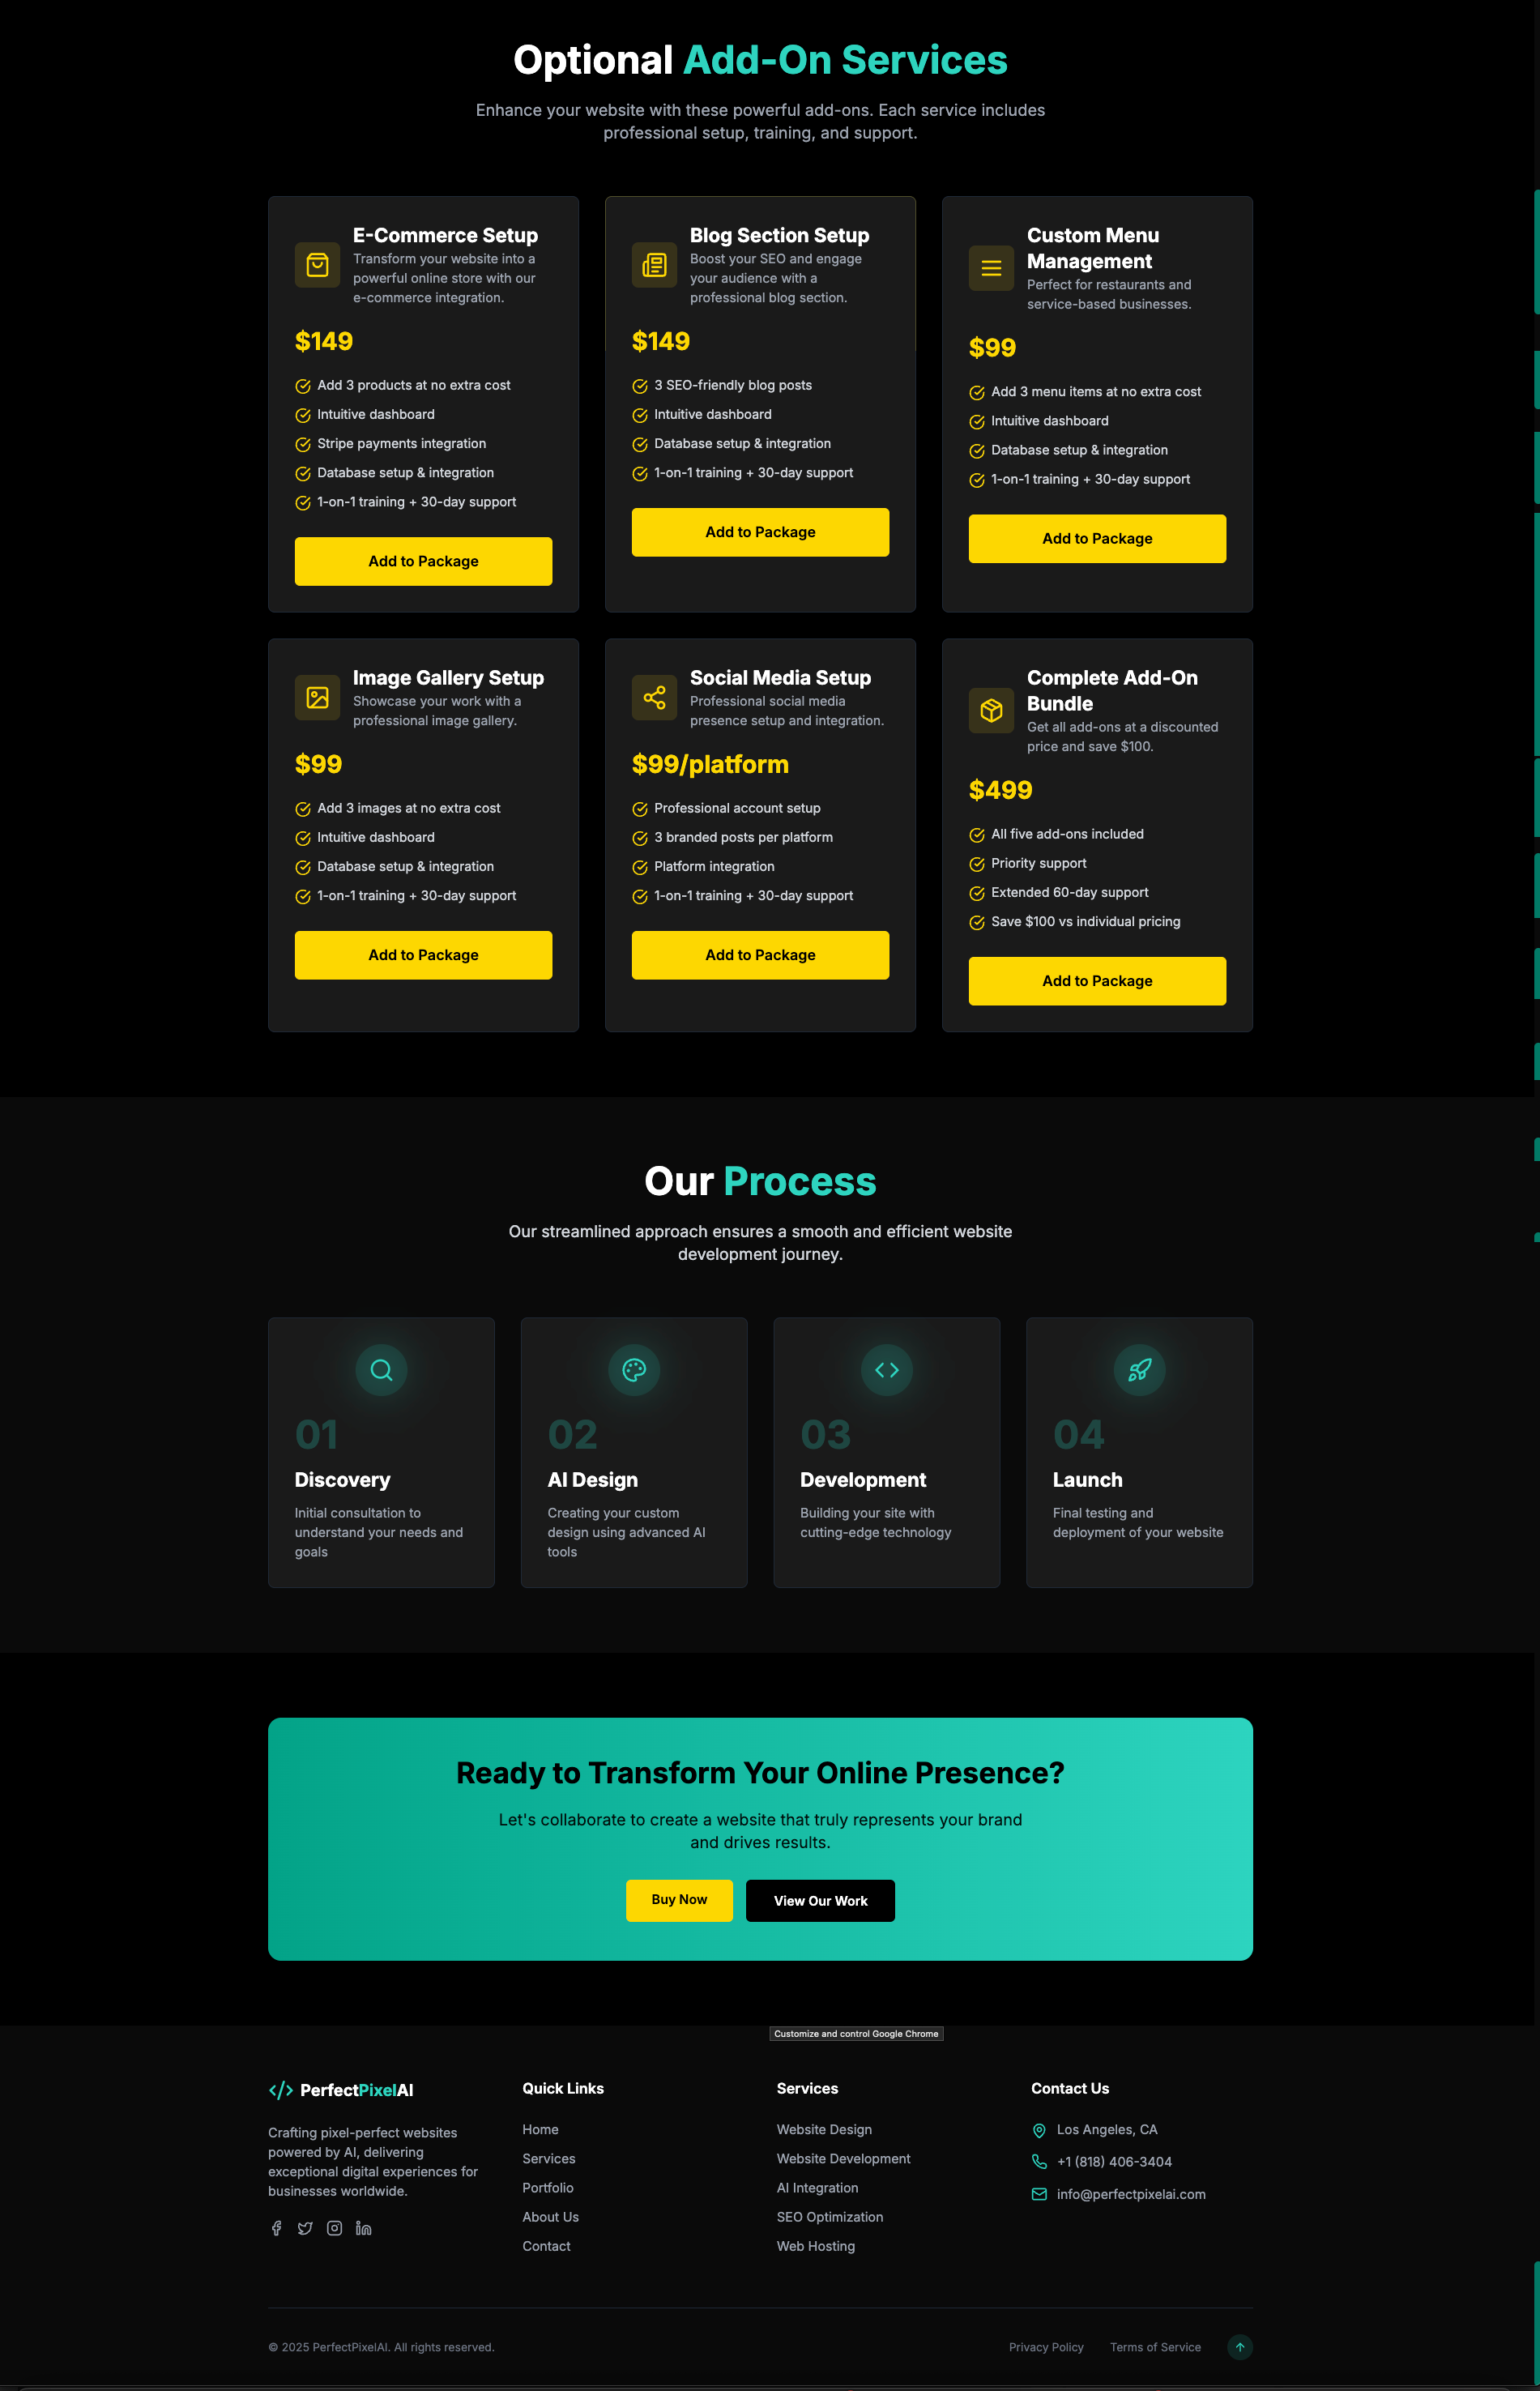 Optional Add-On Services
Enhance your website with these powerful add-ons. Each service includes
professional setup, training, and support.
E-Commerce Setup
Transform your website into a
powerful online store with our
e-commerce integration.
$149
Add 3 products at no extra cost
Intuitive dashboard
Stripe payments integration
Database setup & integration
1-on-1 training + 30-day support
Add to Package
Blog Section Setup
Boost your SEO and engage
your audience with a
professional blog section.
$149
3 SEO-friendly blog posts
Intuitive dashboard
Database setup & integration
1-on-1 training + 30-day support
Add to Package
Custom Menu
Management
Perfect for restaurants and
service-based businesses.
$99
Add 3 menu items at no extra cost
Intuitive dashboard
Database setup & integration
1-on-1 training + 30-day support
Add to Package
Image Gallery Setup
Showcase your work with a
professional image gallery.
$99
Add 3 images at no extra cost
Intuitive dashboard
Database setup & integration
1-on-1 training + 30-day support
Add to Package
Social Media Setup
Professional social media
presence setup and integration.
$99/platform
Professional account setup
3 branded posts per platform
Platform integration
1-on-1 training + 30-day support
Add to Package
Complete Add-On
Bundle
Get all add-ons at a discounted
price and save $100.
$499
All five add-ons included
Priority support
Extended 60-day support
Save $100 vs individual pricing
Add to Package
Our Process
Our streamlined approach ensures a smooth and efficient website
development journey.
01
Discovery
Initial consultation to
understand your needs and
goals
02
AI Design
Creating your custom
design using advanced AI
tools
03
Development
Building your site with
cutting-edge technology
04
Launch
Final testing and
deployment of your website
Ready to Transform Your Online Presence?
Let's collaborate to create a website that truly represents your brand
and drives results.
Buy Now
View Our Work
Customize and control Google Chrome
PerfectPixelAI
Crafting pixel-perfect websites
powered by AI, delivering
exceptional digital experiences for
businesses worldwide.
Quick Links
Home
Services
Portfolio
About Us
Contact
Services
Website Design
Website Development
AI Integration
SEO Optimization
Web Hosting
Contact Us
Los Angeles, CA
+1 (818) 406-3404
info@perfectpixelai.com
© 2025 PerfectPixelAI. All rights reserved.
Privacy Policy
Terms of Service